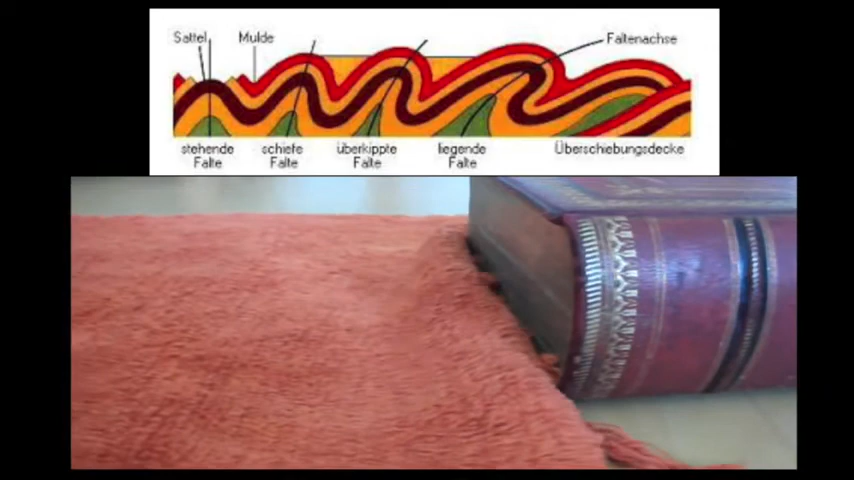 Sattel Mulde
Faltenachse
stehende Falte
schiefe Falte
überkippte Falte
liegende Falte
Überschiebungsdecke